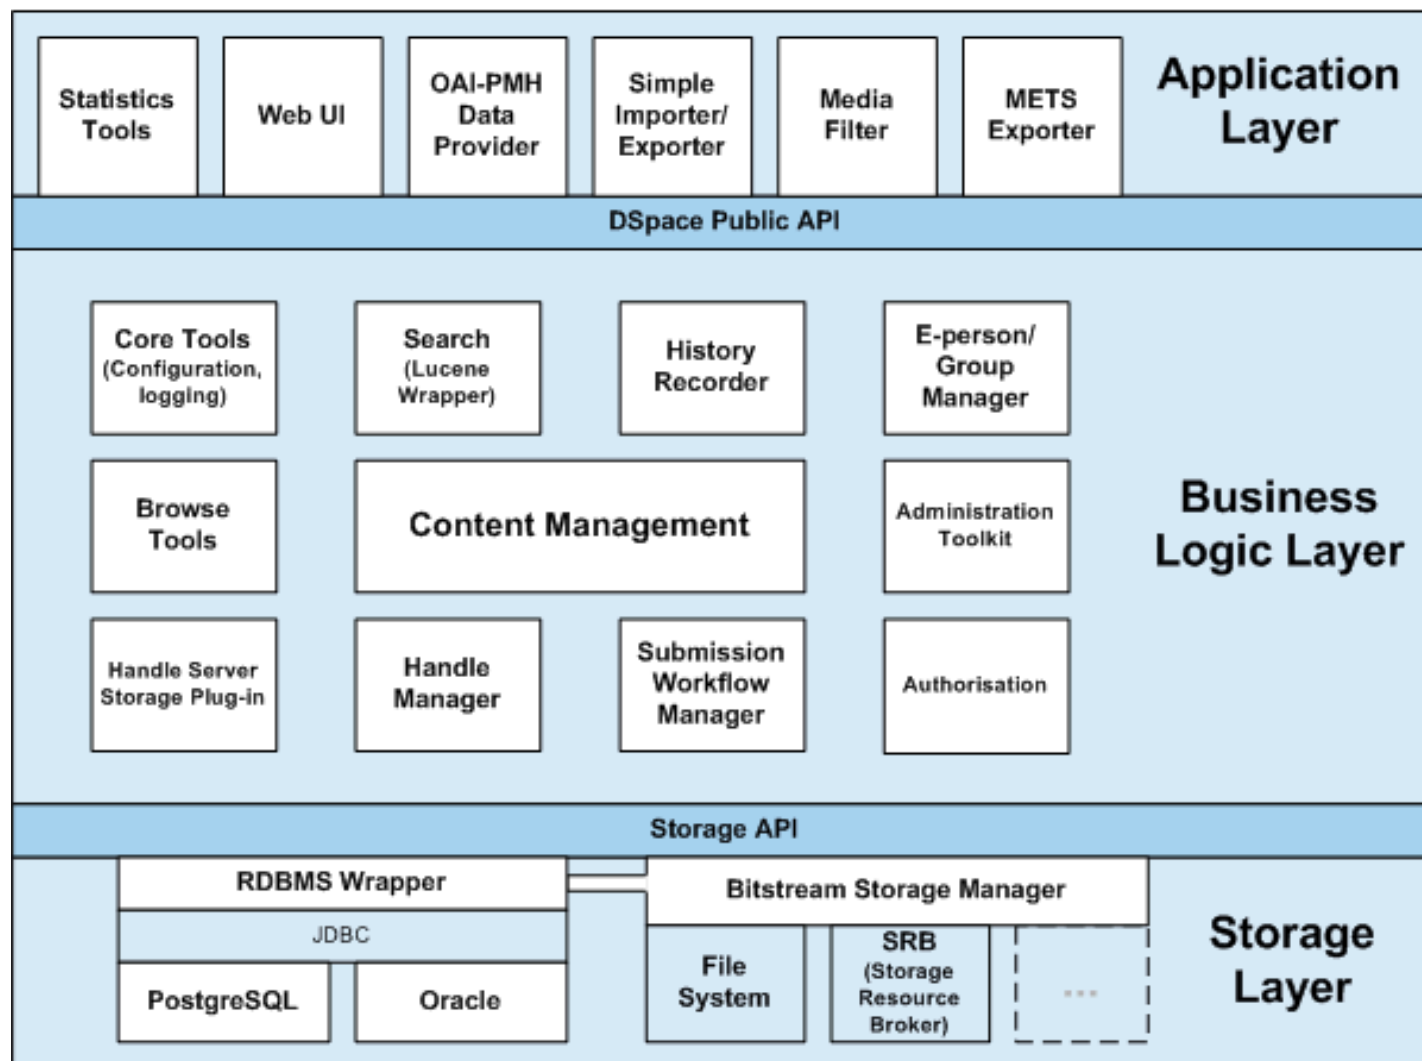 Statistics
Tools
Web UI
OAI-PMH
Data
Provider
Simple
Importer/
Exporter
Media
Filter
METS
Exporter
Application
Layer
DSpace Public API
Core Tools
(Configuration,
logging)
Search
(Lucene
Wrapper)
History
Recorder
E-person/
Group
Manager
Browse
Tools
Content Management
Administration
Toolkit
Business
Logic Layer
Handle Server
Storage Plug-in
Handle
Manager
Submission
Workflow
Manager
Authorisation
Storage API
RDBMS Wrapper
JDBC
PostgreSQL
Oracle
Bitstream Storage Manager
File
System
SRB
(Storage
Resource
Broker)
...
Storage
Layer